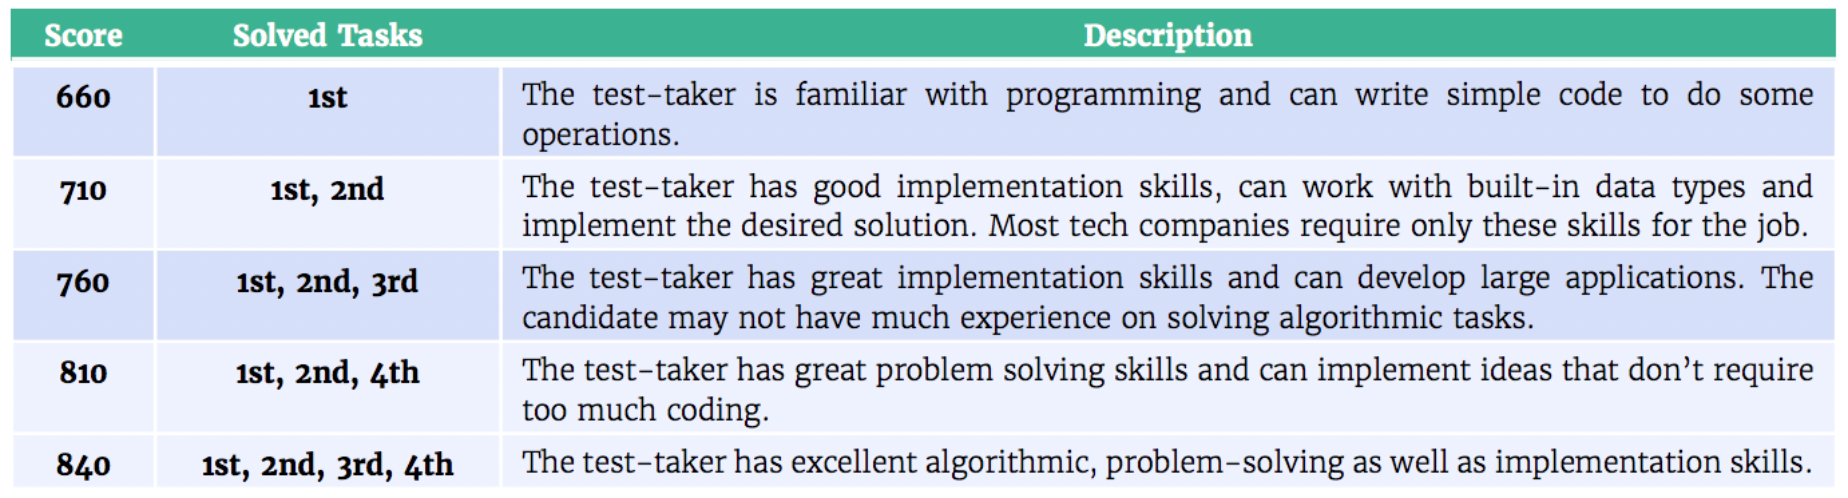 Score Solved Tasks Description
660 1st The test-taker is familiar with programming and can write simple code to do some
operations.
710 1st, 2nd The test-taker has good implementation skills, can work with built-in data types and
implement the desired solution. Most tech companies require only these skills for the job.
760 1st, 2nd, 3rd The test-taker has great implementation skills and can develop large applications. The
candidate may not have much experience on solving algorithmic tasks.
810 1st, 2nd, 4th The test-taker has great problem solving skills and can implement ideas that don’t require
too much coding.
840 1st, 2nd, 3rd, 4th The test-taker has excellent algorithmic, problem-solving as well as implementation skills.